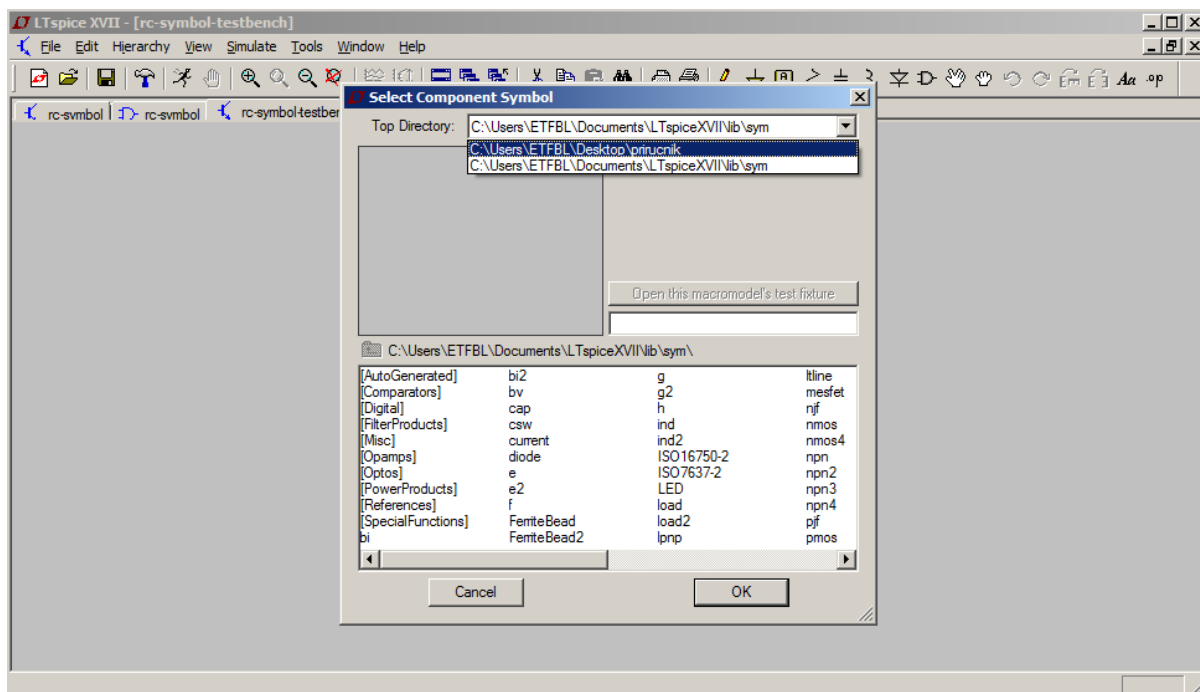 LTspice XVII - [rc-symbol-testbench]
File Edit Hierarchy View Simulate Tools Window Help
Aa .op
rc-symbol rc-symbol rc-symbol-testben
Select Component Symbol
Top Directory: C:\Users\ETFBL\Documents\LTspiceXVII\lib\sym
C:\Users\ETFBL\Desktop\prirucnik
C:\Users\ETFBL\Documents\LTspiceXVII\lib\sym
Open this macromodel's test fixture
C:\Users\ETFBL\Documents\LTspiceXVII\lib\sym\
[AutoGenerated] bi2 g ltline
[Comparators] bv g2 mesfet
[Digital] cap h njf
[FilterProducts] csw ind nmos
[Misc] current ind2 nmos4
[Opamps] diode ISO16750-2 npn
[Optos] e ISO7637-2 npn2
[PowerProducts] e2 LED npn3
[References] f load npn4
[SpecialFunctions] FerriteBead load2 pjf
bi FerriteBead2 lpnp pmos
Cancel OK